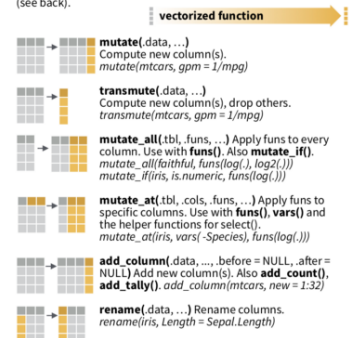 (see back).
vectorized function
mutate(.data, …)
Compute new column(s).
mutate(mtcars, gpm = 1/mpg)
transmute(.data, …)
Compute new column(s), drop others.
transmute(mtcars, gpm = 1/mpg)
mutate_all(.tbl, .funs, …) Apply funs to every
column. Use with funs(). Also mutate_if().
mutate_all(faithful, funs(log(.), log2(.)))
mutate_if(iris, is.numeric, funs(log(.)))
mutate_at(.tbl, .cols, .funs, …) Apply funs to
specific columns. Use with funs(), vars() and
the helper functions for select().
mutate_at(iris, vars( -Species), funs(log(.)))
add_column(.data, ..., .before = NULL, .after =
NULL) Add new column(s). Also add_count(),
add_tally(). add_column(mtcars, new = 1:32)
rename(.data, …) Rename columns.
rename(iris, Length = Sepal.Length)